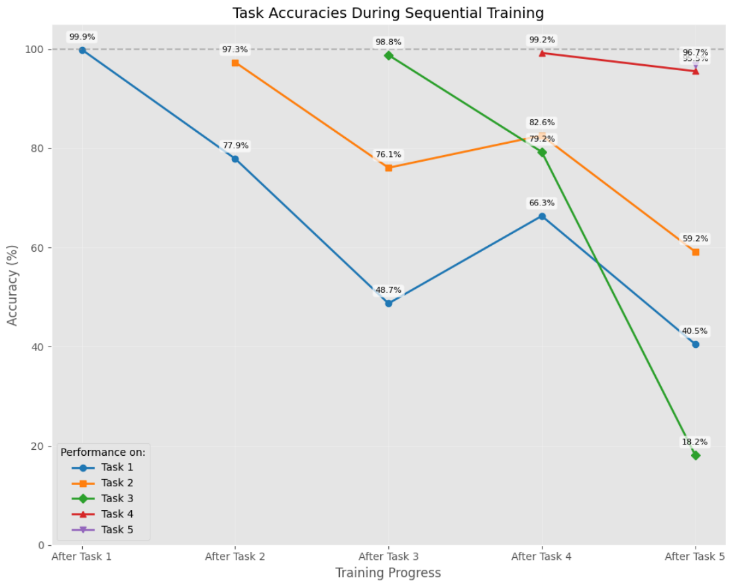 Task Accuracies During Sequential Training
99.9%
77.9%
48.7%
66.3%
40.5%
97.3%
76.1%
82.6%
59.2%
98.8%
79.2%
18.2%
99.2%
96.7%
Accuracy (%)
100
80
60
40
20
0
Performance on:
Task 1
Task 2
Task 3
Task 4
Task 5
After Task 1
After Task 2
After Task 3
After Task 4
After Task 5
Training Progress